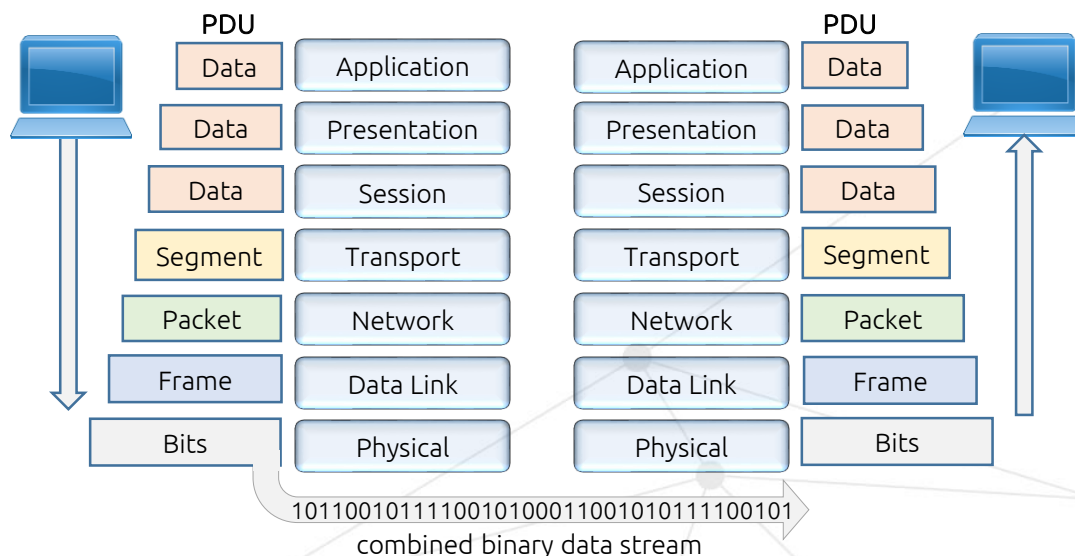 PDU PDU
Data Application Application Data
Data Presentation Presentation Data
Data Session Session Data
Segment Transport Transport Segment
Packet Network Network Packet
Frame Data Link Data Link Frame
Bits Physical Physical Bits
1011001011110010100011001010111100101
combined binary data stream